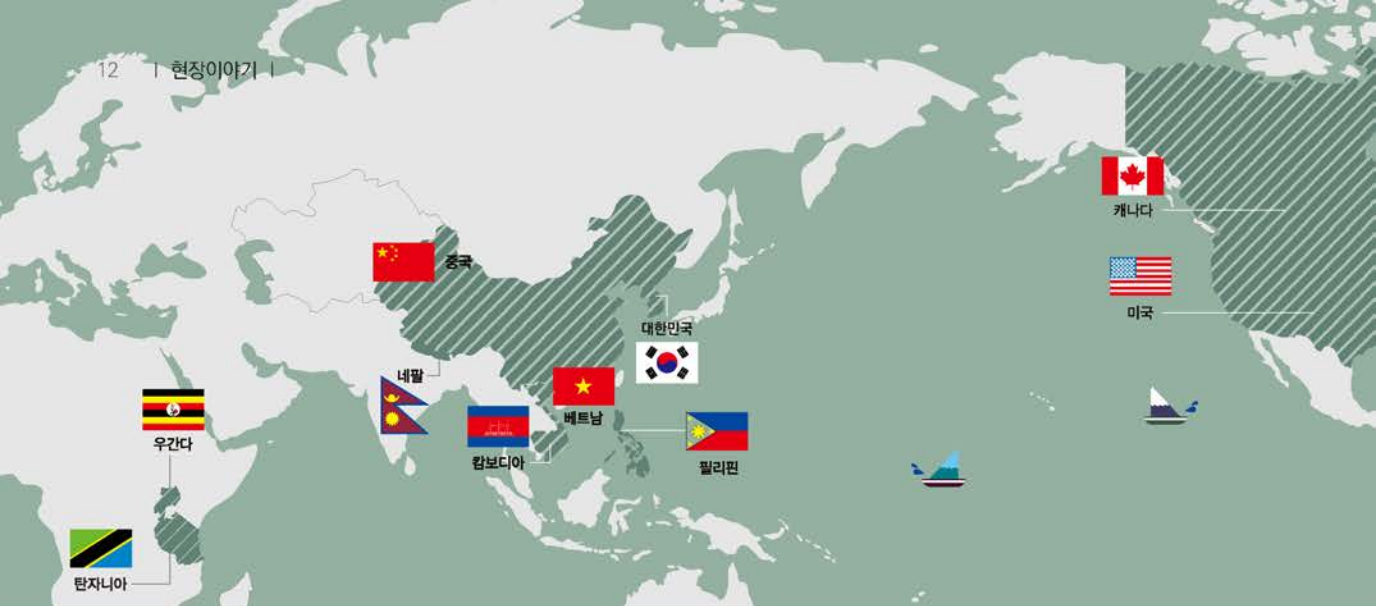 12 | 현장이야기 |
캐나다
중국
미국
대한민국
네팔
베트남
우간다
캄보디아
필리핀
탄자니아